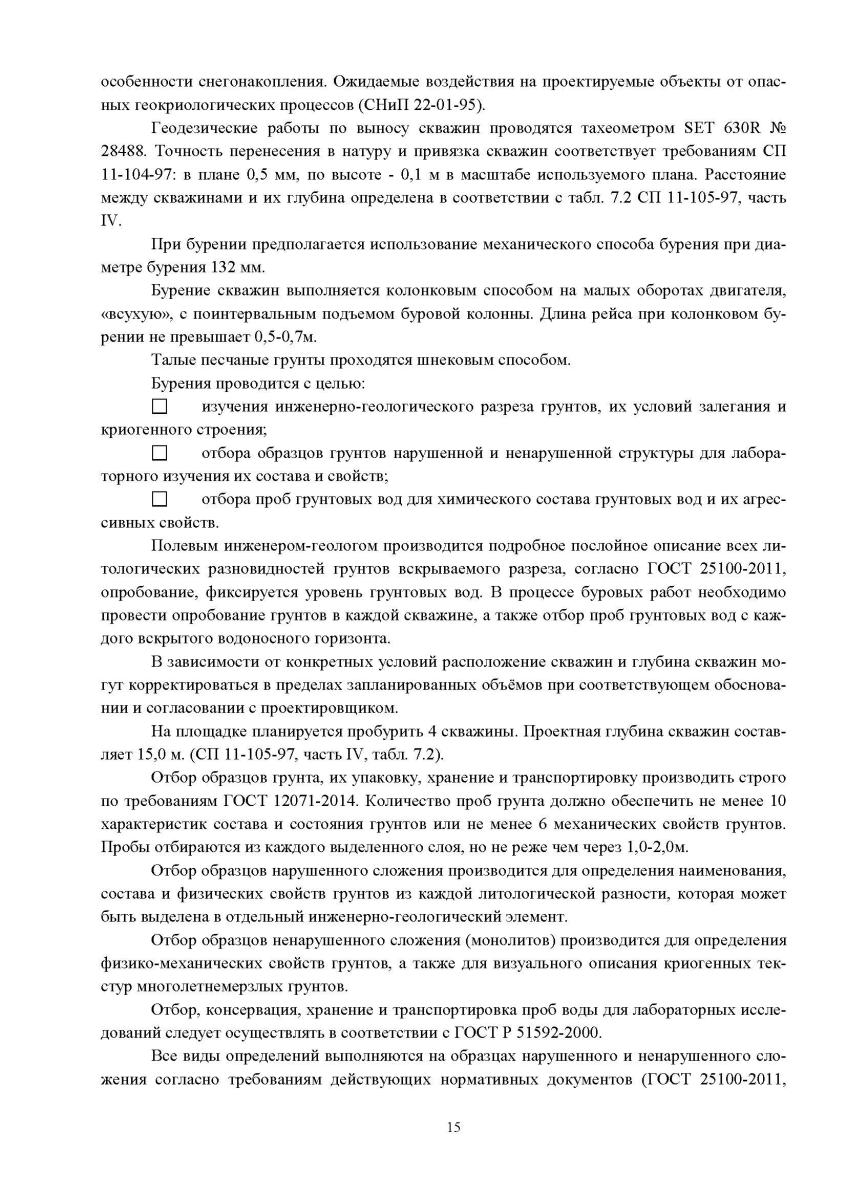 особенности снегонакопления. Ожидаемые воздействия на проектируемые объекты от опас-
ных геокриологических процессов (СНиП 22-01-95).
Геодезические работы по выносу скважин проводятся тахеометром SET 630R №
28488. Точность перенесения в натуру и привязка скважин соответствует требованиям СП
11-104-97: в плане 0,5 мм, по высоте - 0,1 м в масштабе используемого плана. Расстояние
между скважинами и их глубина определена в соответствии с табл. 7.2 СП 11-105-97, часть
IV.
При бурении предполагается использование механического способа бурения при диа-
метре бурения 132 мм.
Бурение скважин выполняется колонковым способом на малых оборотах двигателя,
«всухую», с поинтервальным подъемом буровой колонны. Длина рейса при колонковом бу-
рении не превышает 0,5-0,7м.
Талые песчаные грунты проходятся шнековым способом.
Бурения проводится с целью:
□ изучения инженерно-геологического разреза грунтов, их условий залегания и
криогенного строения;
□ отбора образцов грунтов нарушенной и ненарушенной структуры для лабора-
торного изучения их состава и свойств;
□ отбора проб грунтовых вод для химического состава грунтовых вод и их агрес-
сивных свойств.
Полевым инженером-геологом производится подробное послойное описание всех ли-
тологических разновидностей грунтов вскрываемого разреза, согласно ГОСТ 25100-2011,
опробование, фиксируется уровень грунтовых вод. В процессе буровых работ необходимо
провести опробование грунтов в каждой скважине, а также отбор проб грунтовых вод с каж-
дого вскрытого водоносного горизонта.
В зависимости от конкретных условий расположение скважин и глубина скважин мо-
гут корректироваться в пределах запланированных объёмов при соответствующем обоснова-
нии и согласовании с проектировщиком.
На площадке планируется пробурить 4 скважины. Проектная глубина скважин состав-
ляет 15,0 м. (СП 11-105-97, часть IV, табл. 7.2).
Отбор образцов грунта, их упаковку, хранение и транспортировку производить строго
по требованиям ГОСТ 12071-2014. Количество проб грунта должно обеспечить не менее 10
характеристик состава и состояния грунтов или не менее 6 механических свойств грунтов.
Пробы отбираются из каждого выделенного слоя, но не реже чем через 1,0-2,0м.
Отбор образцов нарушенного сложения производится для определения наименования,
состава и физических свойств грунтов из каждой литологической разности, которая может
быть выделена в отдельный инженерно-геологический элемент.
Отбор образцов ненарушенного сложения (монолитов) производится для определения
физико-механических свойств грунтов, а также для визуального описания криогенных тек-
стур многолетнемерзлых грунтов.
Отбор, консервация, хранение и транспортировка проб воды для лабораторных иссле-
дований следует осуществлять в соответствии с ГОСТ Р 51592-2000.
Все виды определений выполняются на образцах нарушенного и ненарушенного сло-
жения согласно требованиям действующих нормативных документов (ГОСТ 25100-2011,
15